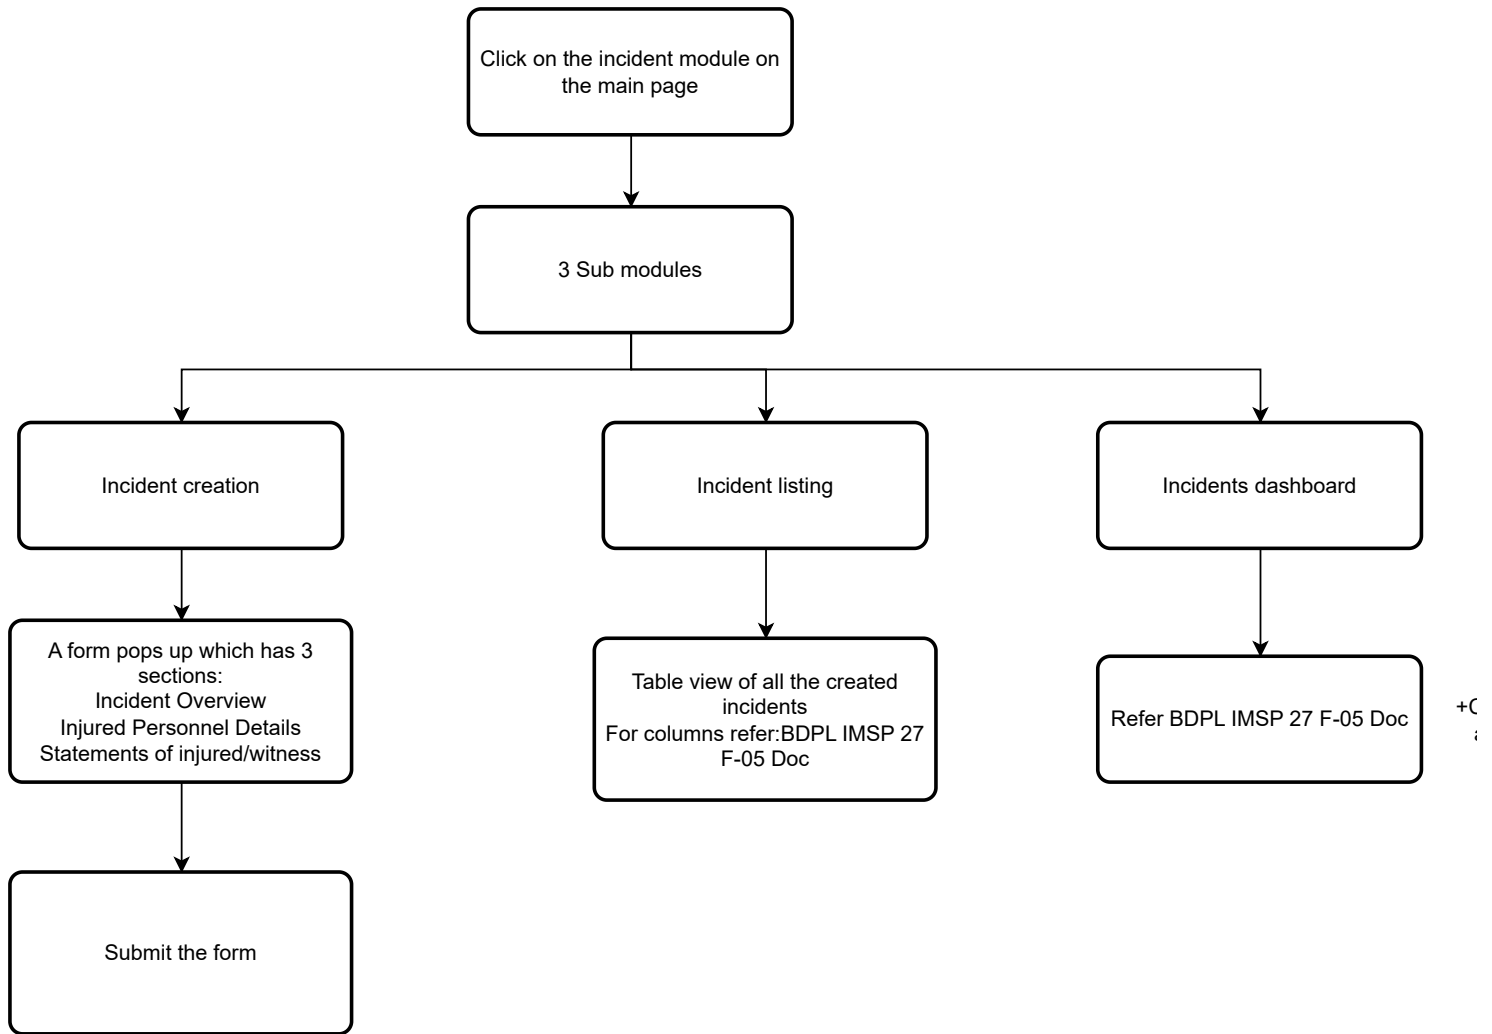 Click on the incident module on
the main page
3 Sub modules
Incident creation
Incident listing
Incidents dashboard
A form pops up which has 3
sections:
Incident Overview
Injured Personnel Details
Statements of injured/witness
Table view of all the created
incidents
For columns refer:BDPL IMSP 27
F-05 Doc
Refer BDPL IMSP 27 F-05 Doc
Submit the form